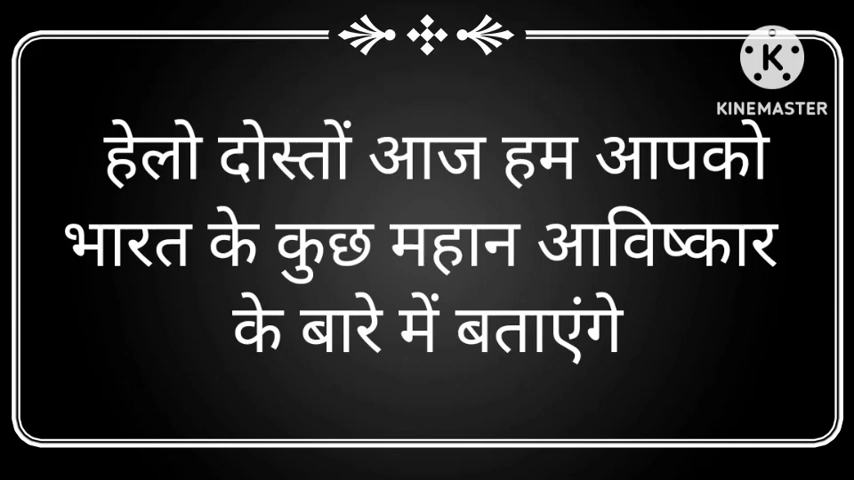 KINEMASTER
हेलो दोस्तों आज हम आपको
भारत के कुछ महान आविष्कार
के बारे में बताएंगे